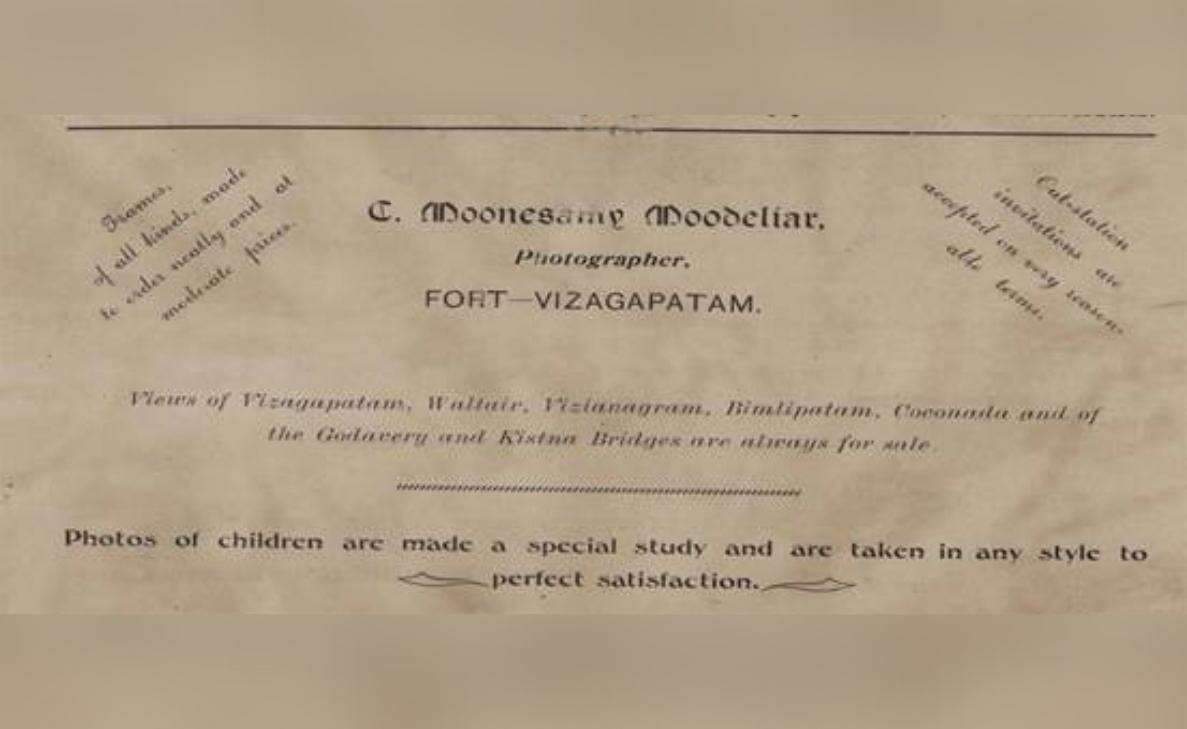 Frames,
of all kinds, made
to order neatly and at
moderate prices.
C. Moonesamy Moodeliar,
Photographer,
FORT—VIZAGAPATAM.
Out-station
invitations are
accepted on very reason-
able terms.
Views of Vizagapatam, Waltair, Vizianagram, Bimlipatam, Coconada and of
the Godavery and Kistna Bridges are always for sale.
Photos of children are made a special study and are taken in any style to
perfect satisfaction.